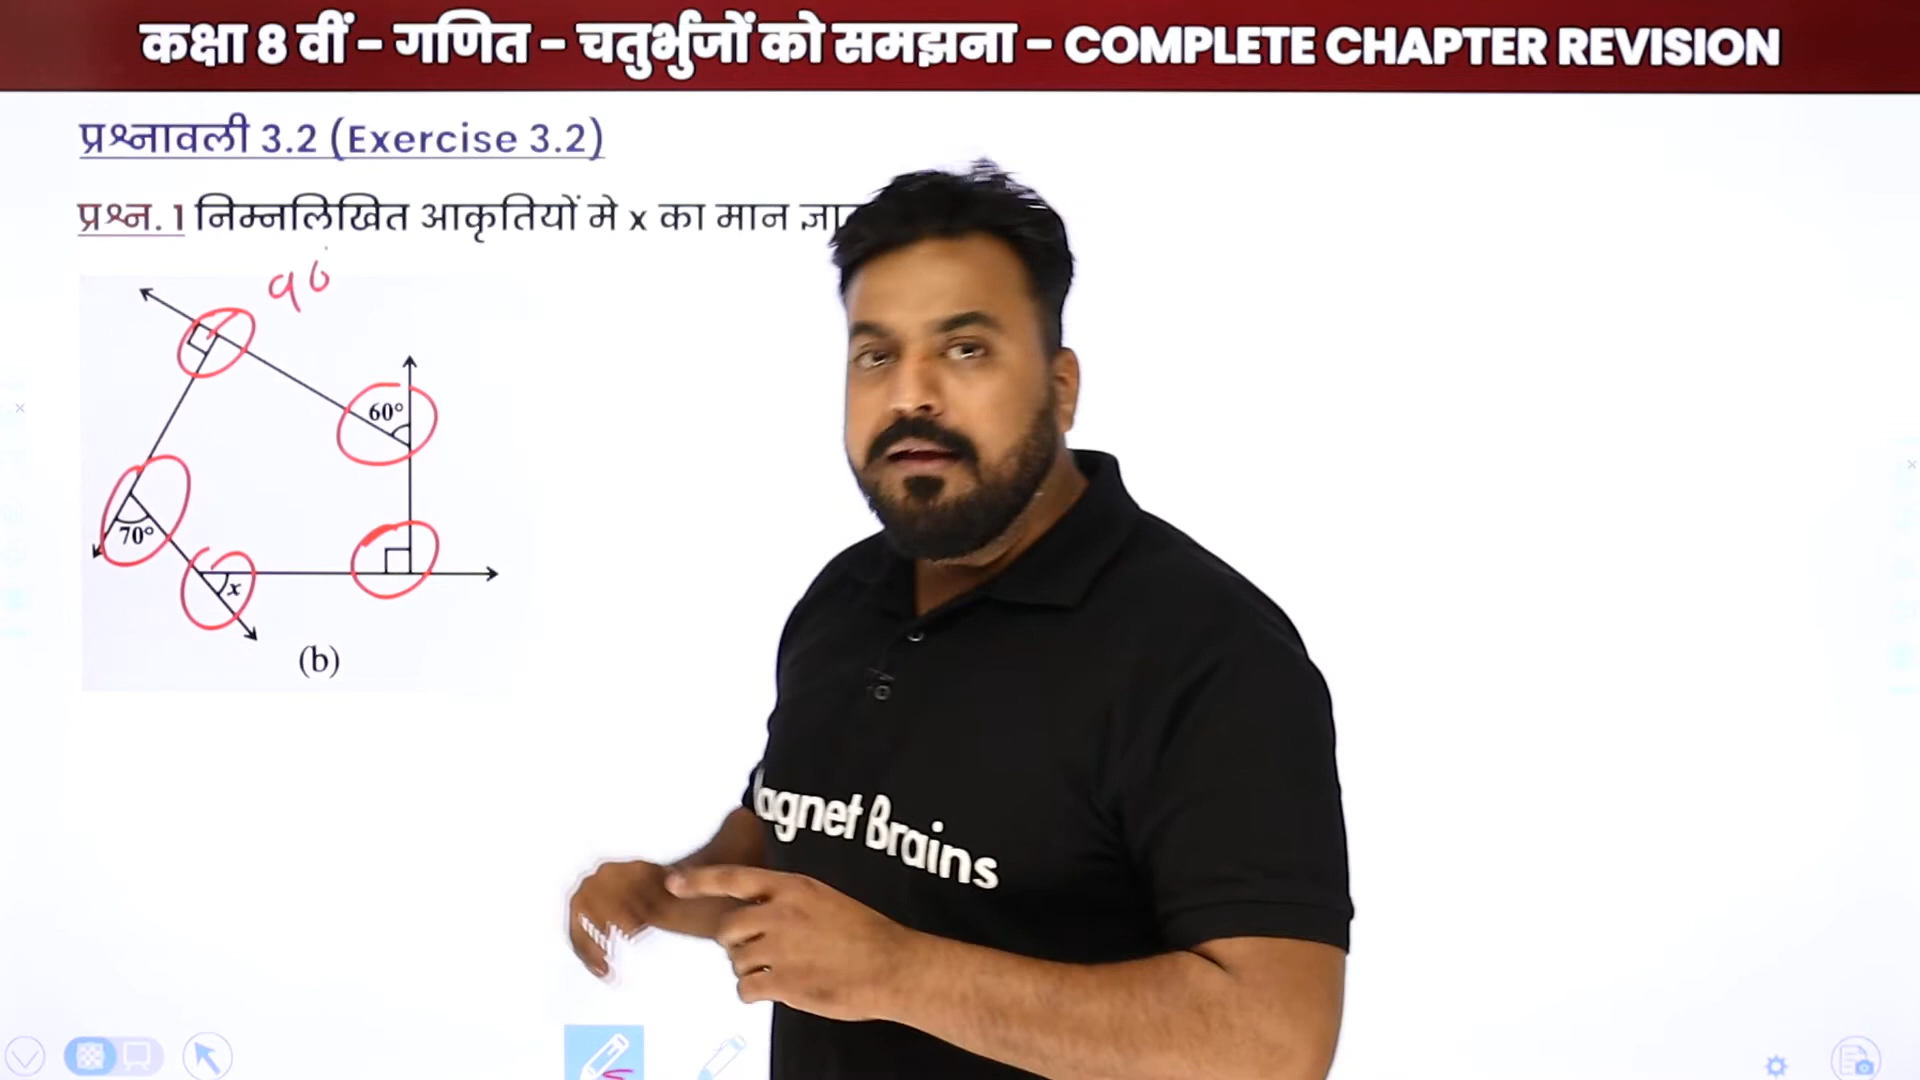 कक्षा 8 वीं - गणित - चतुर्भुजों को समझना - COMPLETE CHAPTER REVISION
प्रश्नावली 3.2 (Exercise 3.2)
प्रश्न. 1 निम्नलिखित आकृतियों मे x का मान
90
60°
70°
x
(b)
agnet Brains